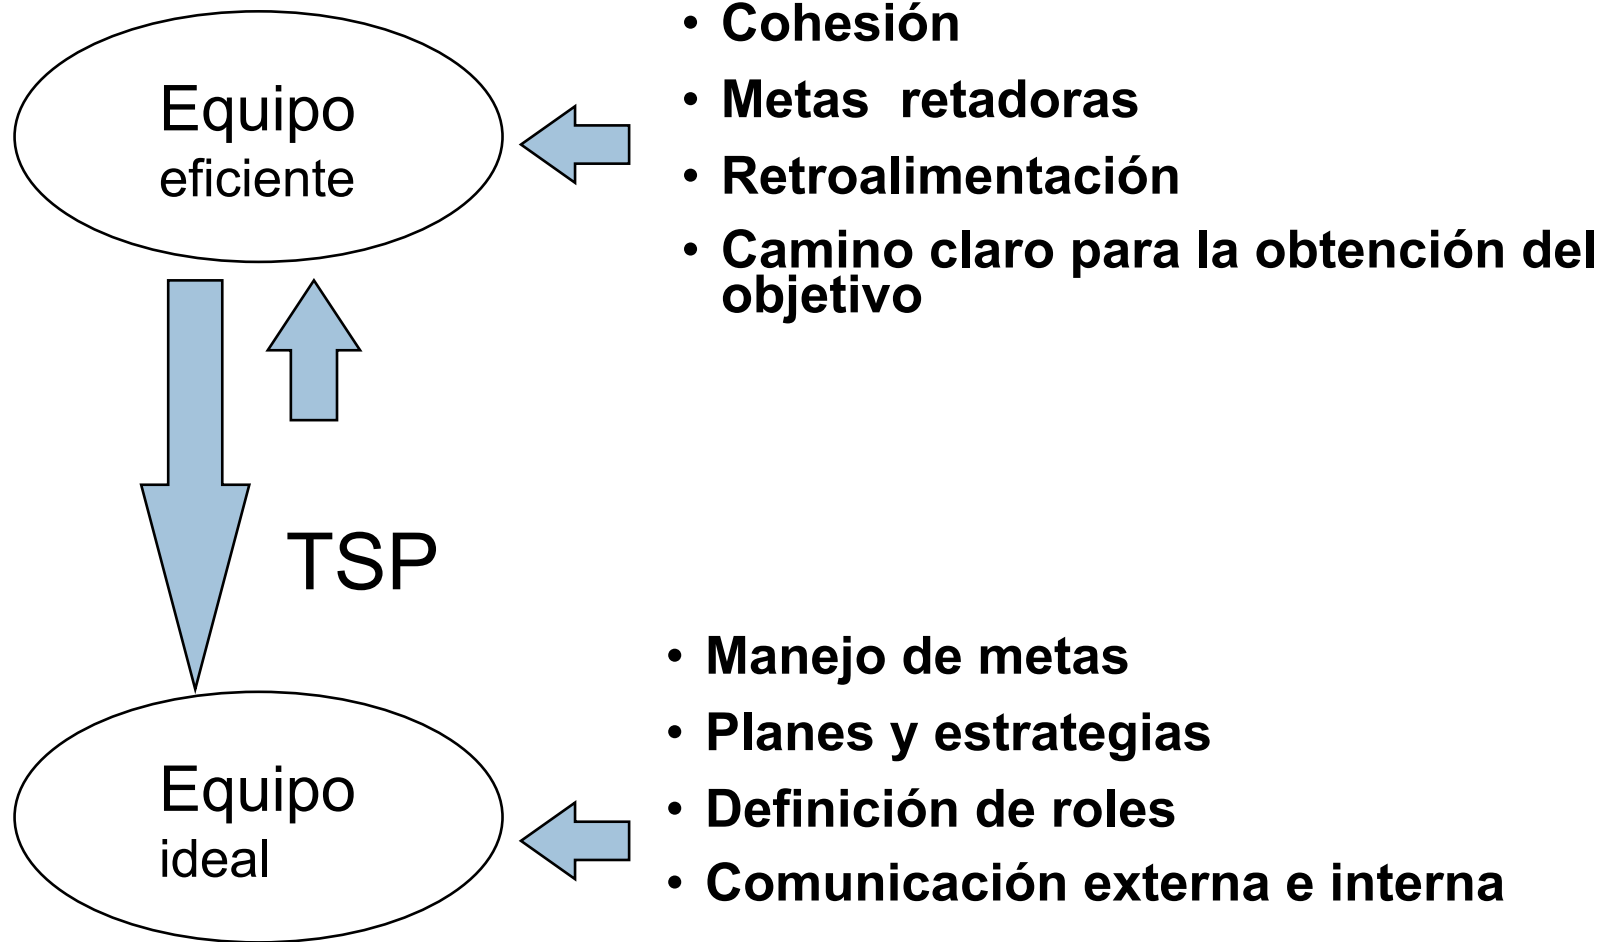 Equipo
eficiente
• Cohesión
• Metas  retadoras
• Retroalimentación
• Camino claro para la obtención del
objetivo
TSP
Equipo
ideal
• Manejo de metas
• Planes y estrategias
• Definición de roles
• Comunicación externa e interna